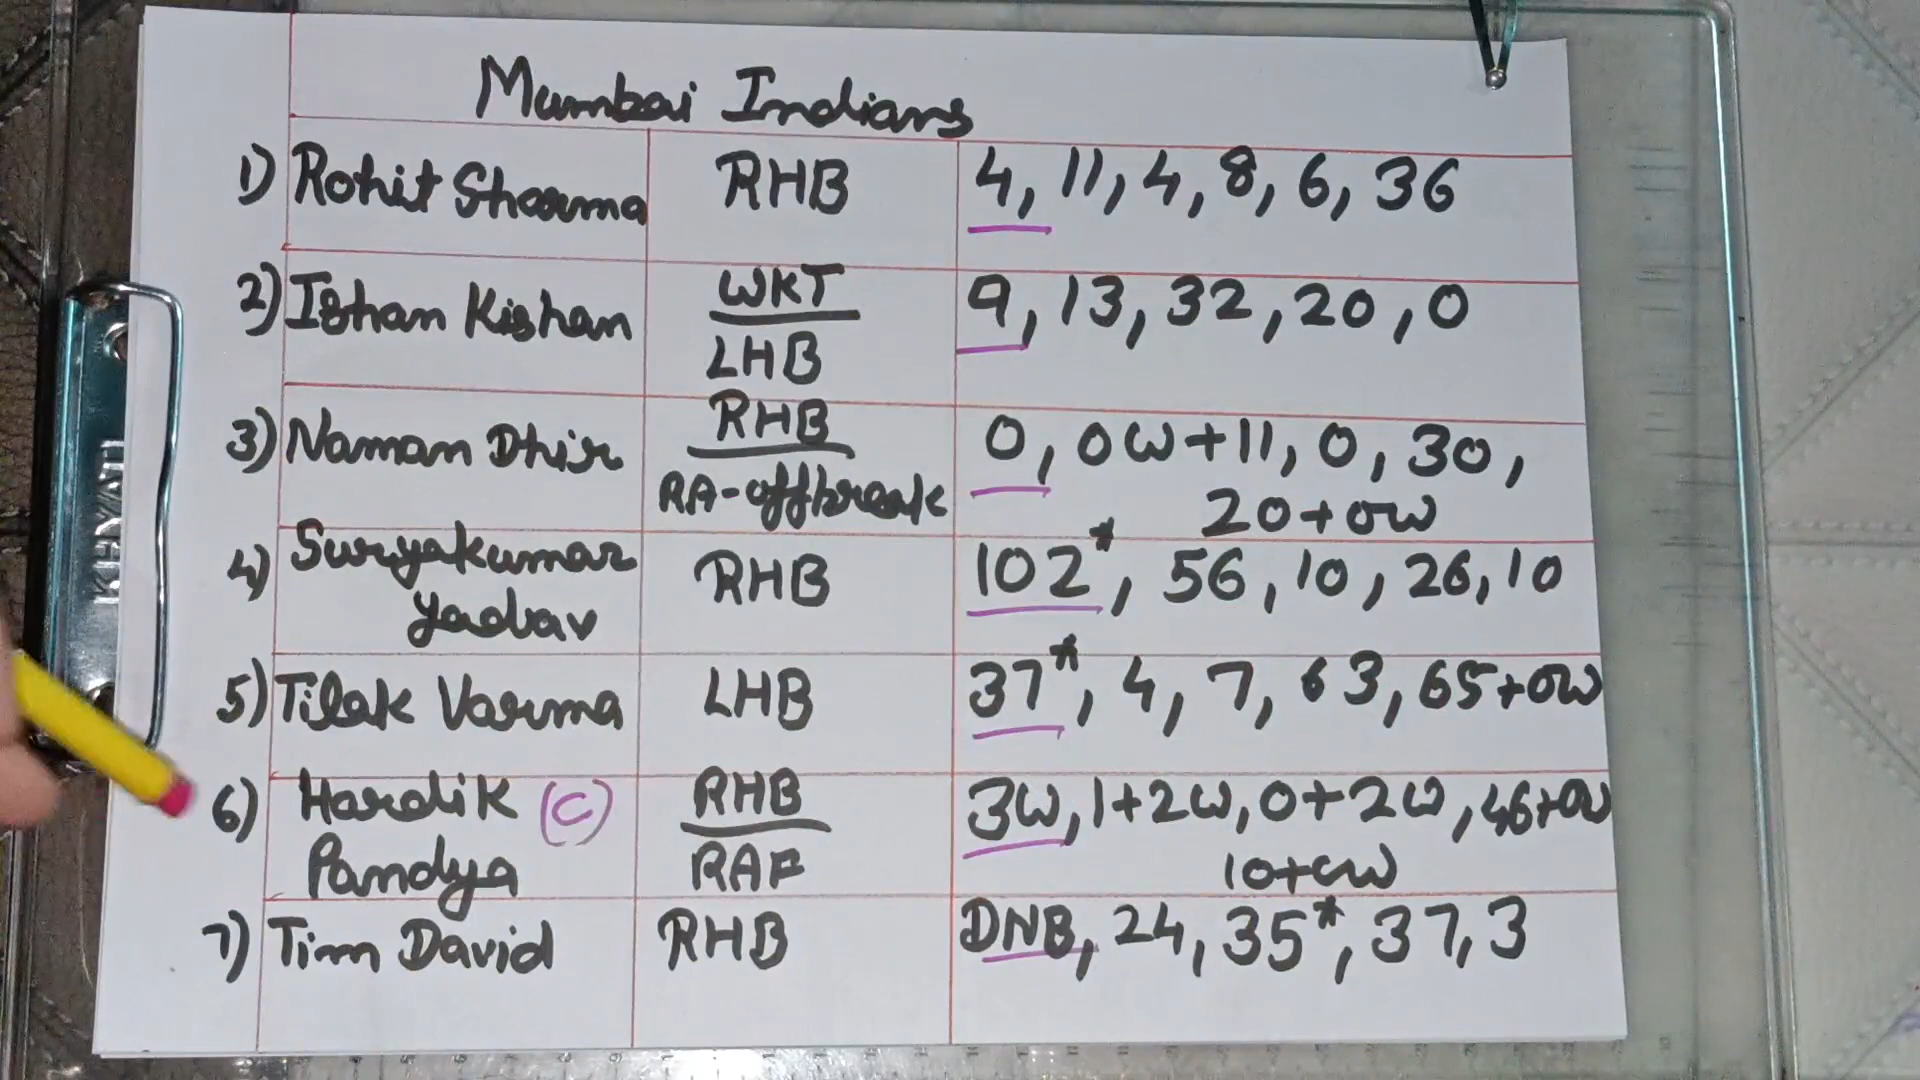 Mumbai Indians
1) Rohit Sharma RHB 4, 11, 4, 8, 6, 36
2) Ishan Kishan WKT 9, 13, 32, 20, 0
LHB
3) Naman Dhir RHB 0, 0W+11, 0, 30,
RA-offbreak 20+0W
4) Suryakumar RHB 102*, 56, 10, 26, 10
Yadav
5) Tilak Varma LHB 37*, 4, 7, 63, 65+0W
6) Hardik (C) RHB 3W, 1+2W, 0+2W, 46+0W
Pandya RAF 10+0W
7) Tim David RHB DNB, 24, 35*, 37, 3